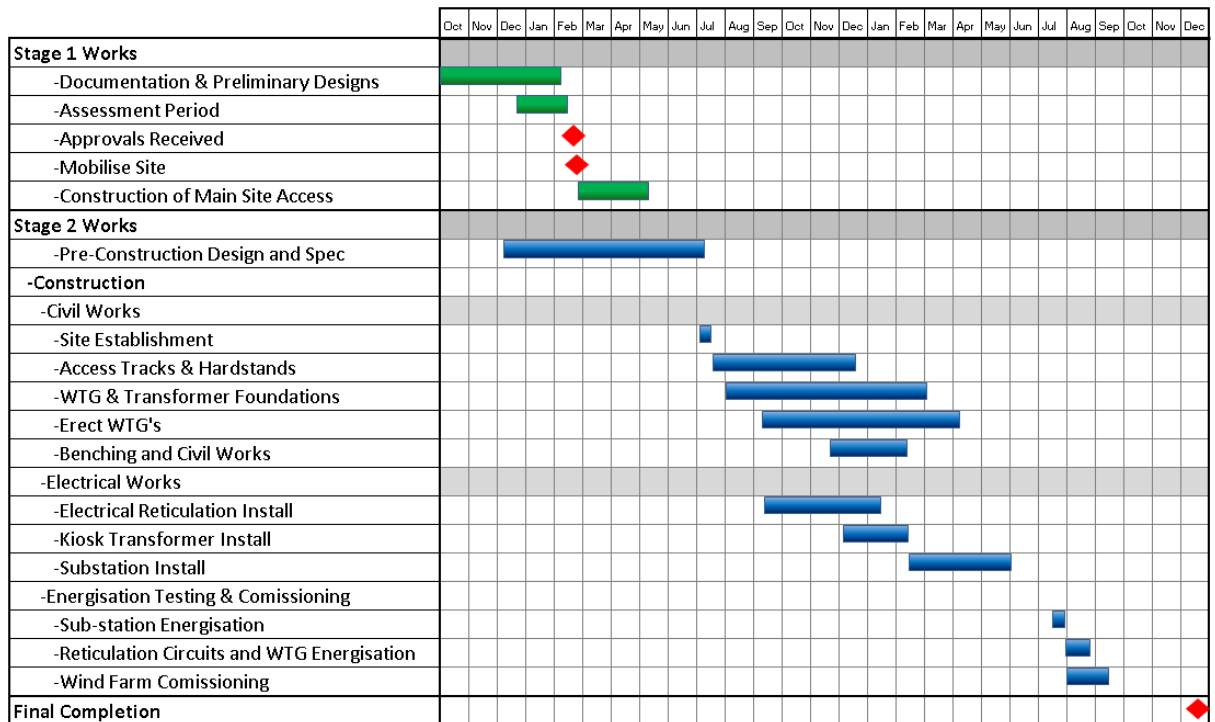 Oct Nov Dec Jan Feb Mar Apr May Jun Jul Aug Sep Oct Nov Dec Jan Feb Mar Apr May Jun Jul Aug Sep Oct Nov Dec
Stage 1 Works
-Documentation & Preliminary Designs
-Assessment Period
-Approvals Received
-Mobilise Site
-Construction of Main Site Access
Stage 2 Works
-Pre-Construction Design and Spec
-Construction
-Civil Works
-Site Establishment
-Access Tracks & Hardstands
-WTG & Transformer Foundations
-Erect WTG's
-Benching and Civil Works
-Electrical Works
-Electrical Reticulation Install
-Kiosk Transformer Install
-Substation Install
-Energisation Testing & Comissioning
-Sub-station Energisation
-Reticulation Circuits and WTG Energisation
-Wind Farm Comissioning
Final Completion